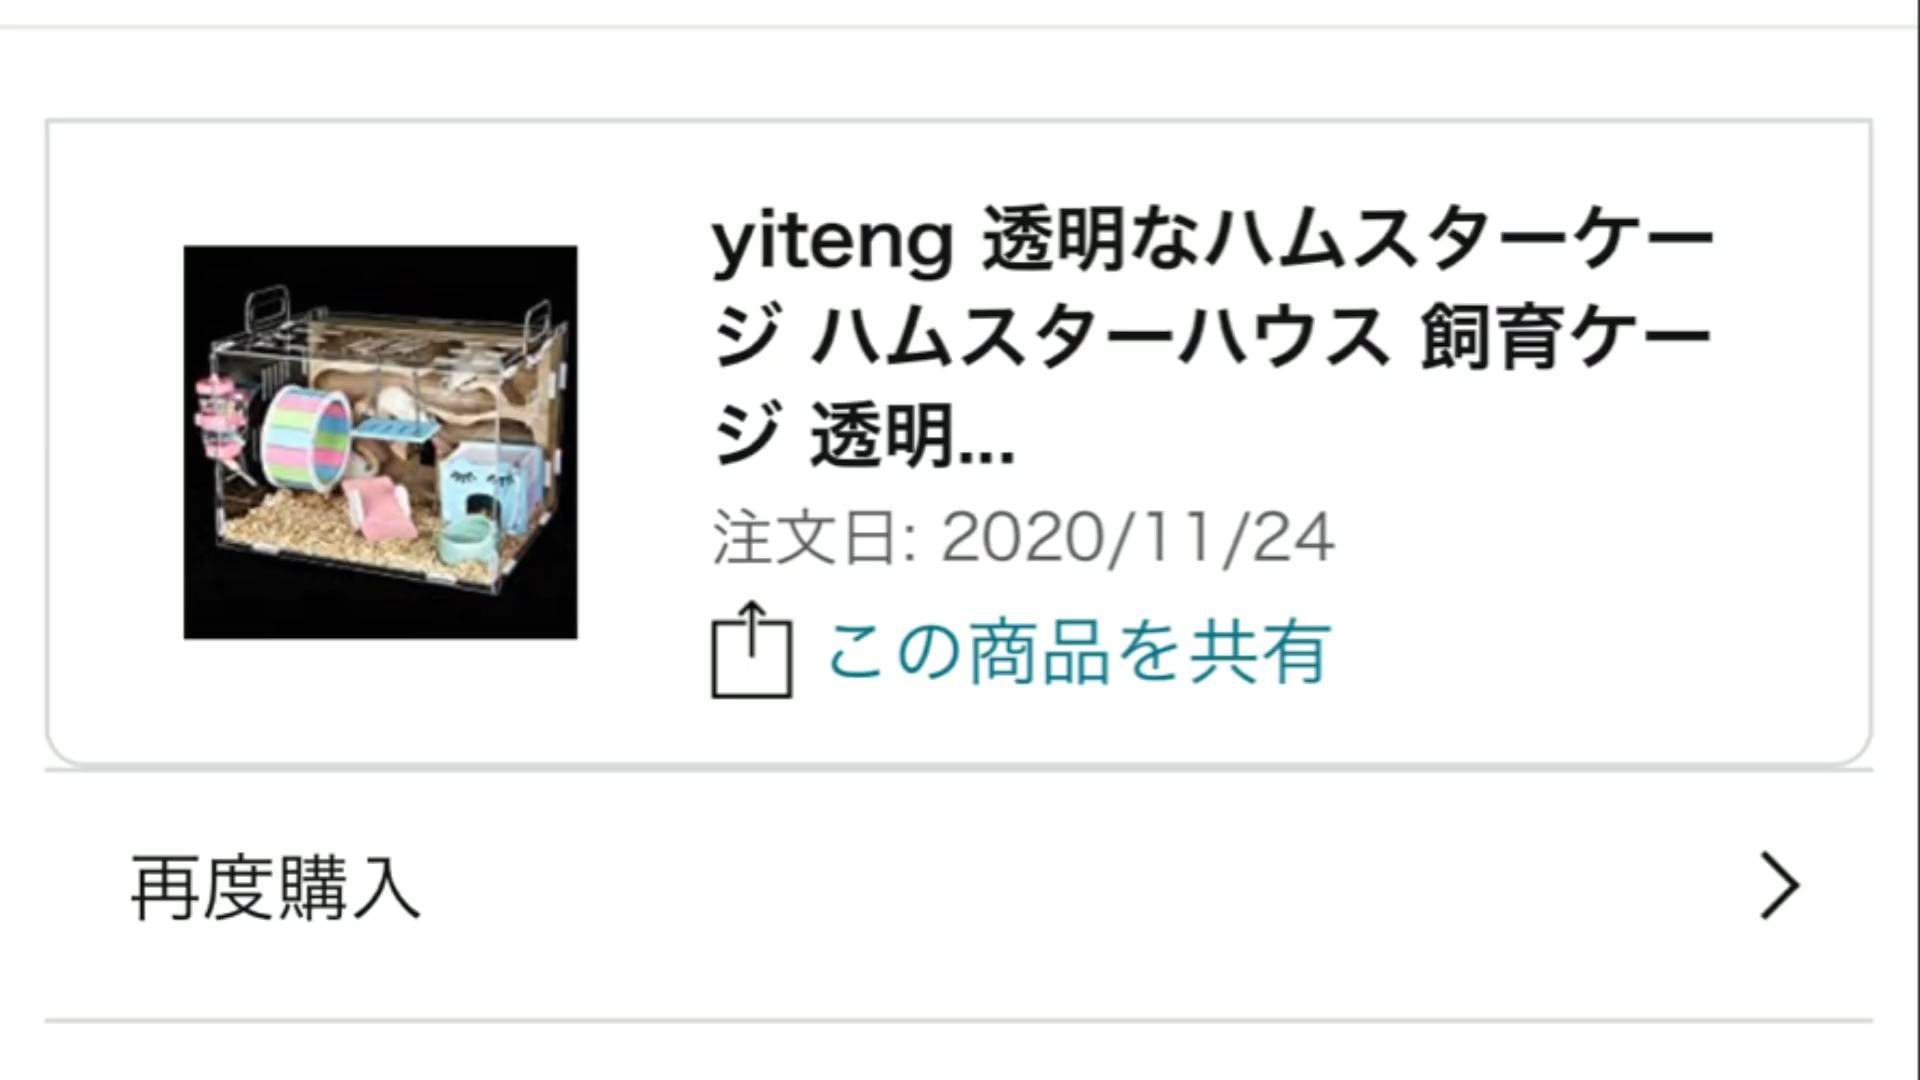 yiteng 透明なハムスターケー
ジ ハムスターハウス 飼育ケー
ジ 透明...
注文日: 2020/11/24
この商品を共有
再度購入